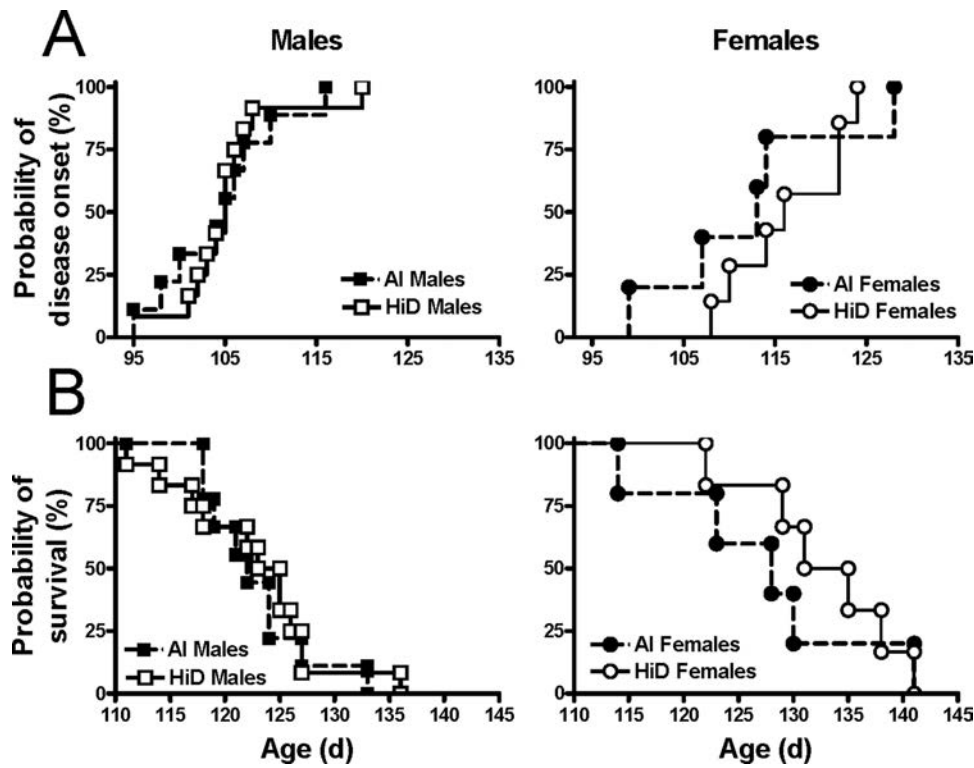 A
Males
Females
Probability of
disease onset (%)
100
75
50
25
0
95
105
115
125
135
AI Males
HiD Males
100
75
50
25
0
95
105
115
125
135
AI Females
HiD Females
B
Probability of
survival (%)
100
75
50
25
0
110
115
120
125
130
135
140
145
AI Males
HiD Males
Age (d)
100
75
50
25
0
110
115
120
125
130
135
140
145
AI Females
HiD Females
Age (d)